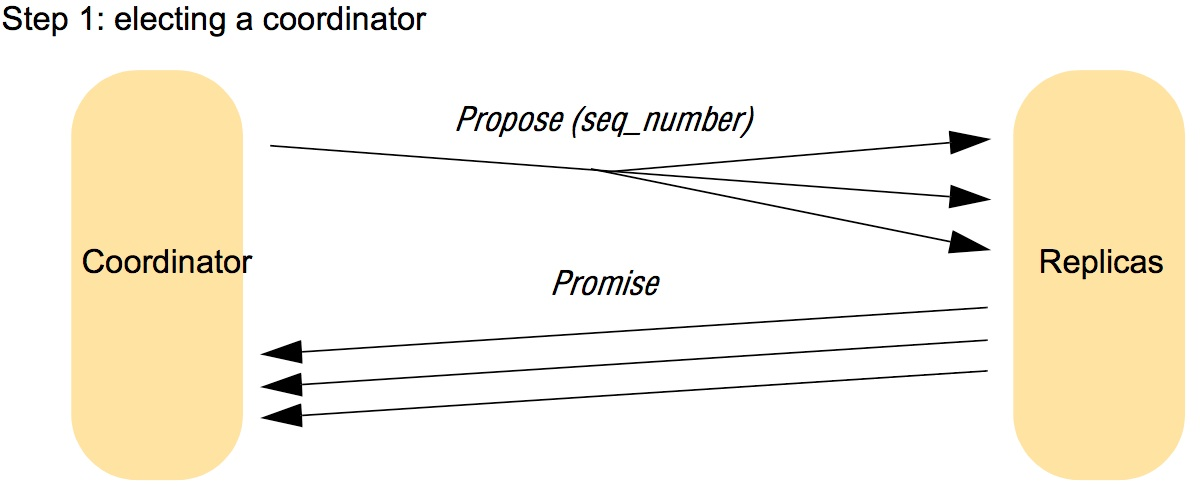 Step 1: electing a coordinator
Propose (seq_number)
Coordinator
Replicas
Promise